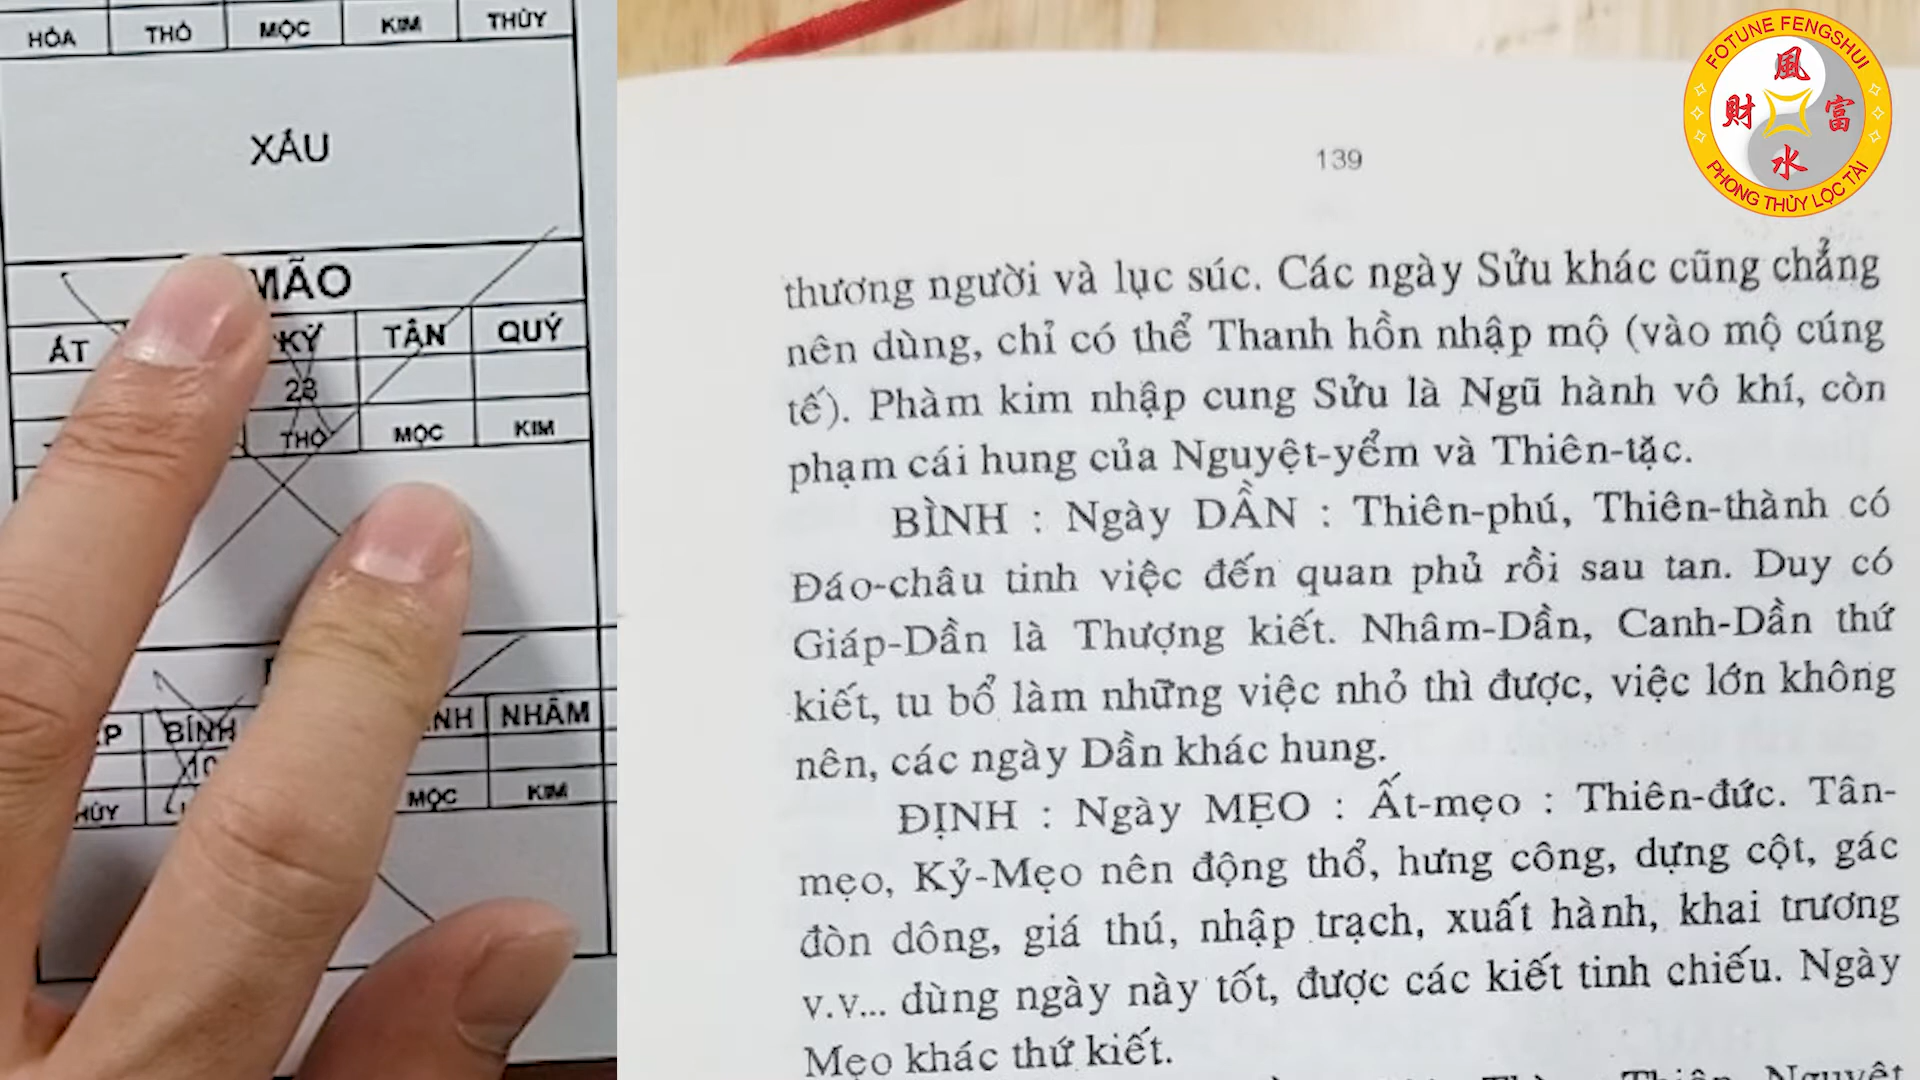 HỎA THỔ MỘC KIM THỦY
XẤU
MÃO
ẤT KỶ TÂN QUÝ
23
THỔ MỘC KIM
BÍNH NHÂM
10
MỘC KIM
FOTUNE FENGSHUI
風
財 富
水
PHONG THỦY LỘC TÀI
139
thương người và lục súc. Các ngày Sửu khác cũng chẳng
nên dùng, chỉ có thể Thanh hồn nhập mộ (vào mộ cúng
tế). Phàm kim nhập cung Sửu là Ngũ hành vô khí, còn
phạm cái hung của Nguyệt-yểm và Thiên-tặc.
BÌNH : Ngày DẦN : Thiên-phú, Thiên-thành có
Đáo-châu tinh việc đến quan phủ rồi sau tan. Duy có
Giáp-Dần là Thượng kiết. Nhâm-Dần, Canh-Dần thứ
kiết, tu bổ làm những việc nhỏ thì được, việc lớn không
nên, các ngày Dần khác hung.
ĐỊNH : Ngày MẸO : Ất-mẹo : Thiên-đức. Tân-
mẹo, Kỷ-Mẹo nên động thổ, hưng công, dựng cột, gác
đòn dông, giá thú, nhập trạch, xuất hành, khai trương
v.v... dùng ngày này tốt, được các kiết tinh chiếu. Ngày
Mẹo khác thứ kiết.